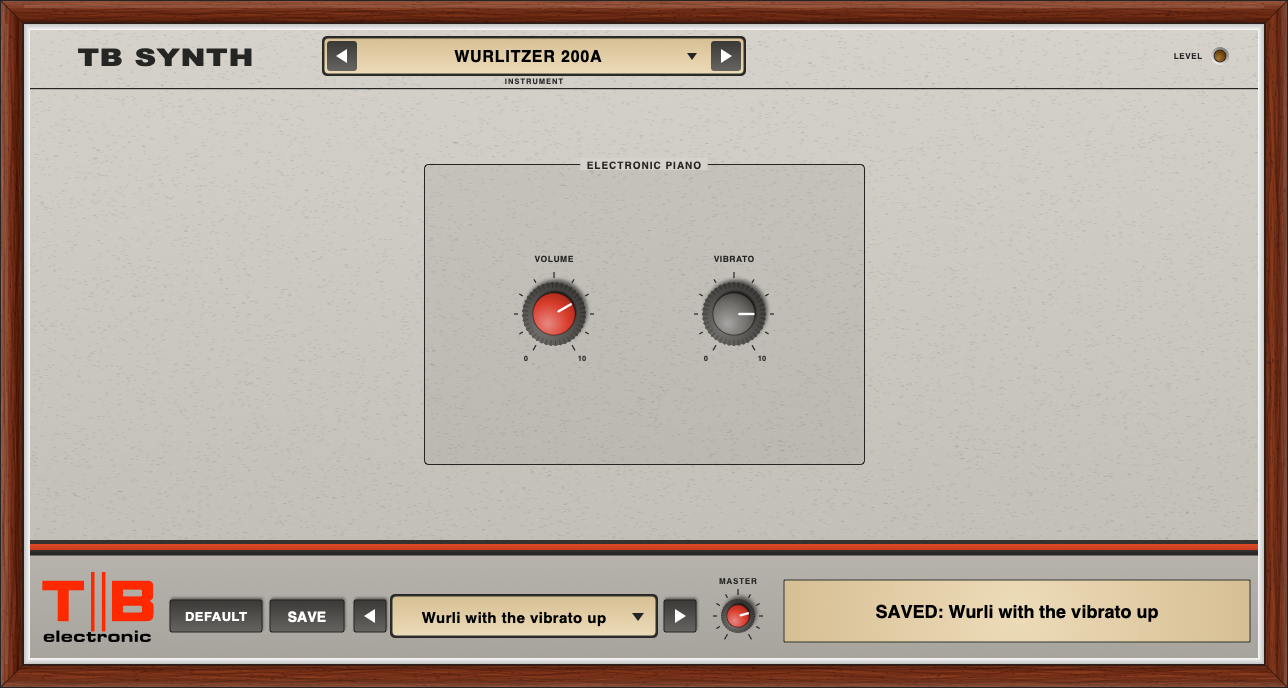 TB SYNTH
WURLITZER 200A
INSTRUMENT
LEVEL
ELECTRONIC PIANO
VOLUME
0 10
VIBRATO
0 10
TB
electronic
DEFAULT
SAVE
Wurli with the vibrato up
MASTER
SAVED: Wurli with the vibrato up